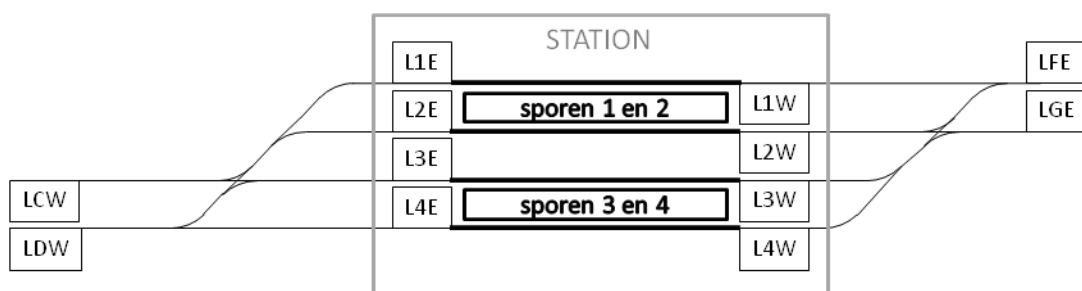 STATION
L1E
LFE
L2E
sporen 1 en 2
L1W
LGE
L3E
L2W
LCW
L4E
sporen 3 en 4
L3W
LDW
L4W